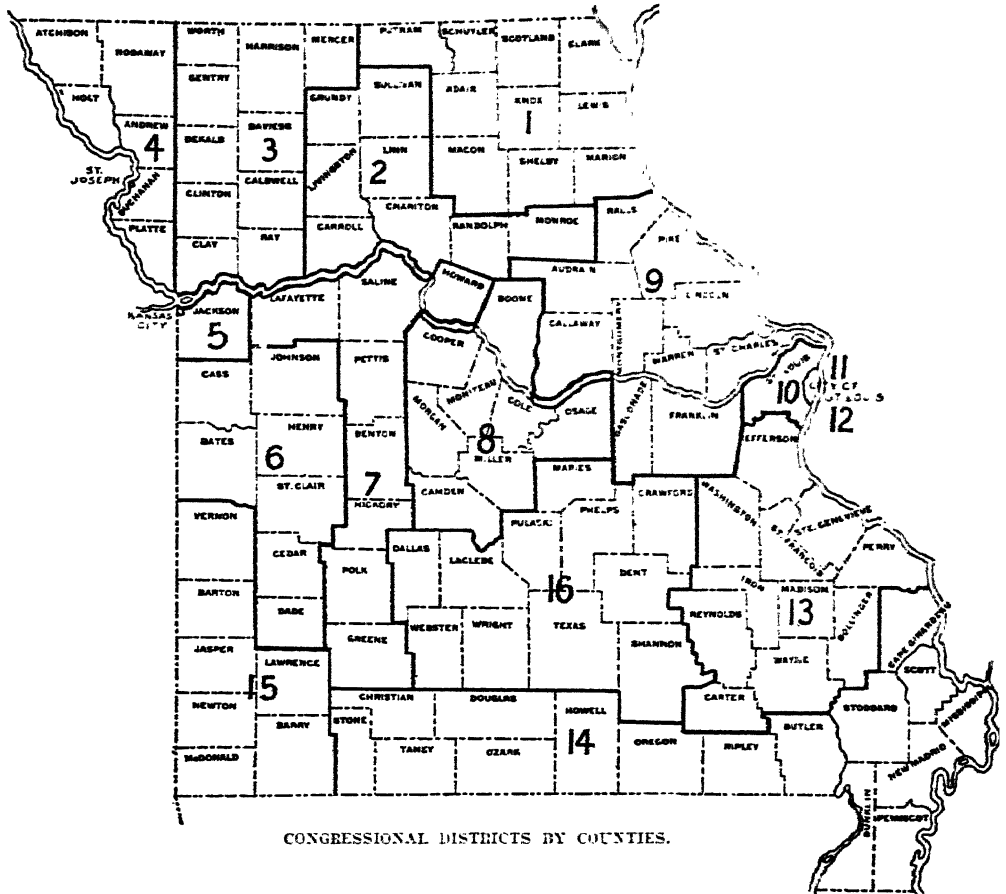 ATCHISON
NODAWAY
WORTH
HARRISON
MERCER
PUTNAM
SCHUYLER
SCOTLAND
CLARK
GENTRY
HOLT
ANDREW
4
DEKALB
DAVIESS
3
GRUNDY
SULLIVAN
ADAIR
KNOX
1
LEWIS
LIVINGSTON
LINN
2
MACON
SHELBY
MARION
ST.
JOSEPH
BUCHANAN
CLINTON
CALDWELL
CHARITON
PLATTE
CLAY
RAY
CARROLL
RANDOLPH
MONROE
RALLS
PIKE
AUDRAIN
9
LINCOLN
KANSAS
CITY
JACKSON
5
LAFAYETTE
SALINE
HOWARD
BOONE
CALLAWAY
WARREN
ST. CHARLES
ST. LOUIS
10
11
CITY OF
ST. LOUIS
12
CASS
JOHNSON
PETTIS
COOPER
MONITEAU
MORGAN
COLE
OSAGE
GASCONADE
FRANKLIN
JEFFERSON
BATES
HENRY
6
BENTON
7
8
MILLER
MARIES
ST. CLAIR
HICKORY
CAMDEN
PULASKI
PHELPS
CRAWFORD
WASHINGTON
STE. GENEVIEVE
ST. FRANCOIS
PERRY
VERNON
CEDAR
POLK
DALLAS
LACLEDE
16
DENT
IRON
MADISON
13
BOLLINGER
CAPE GIRARDEAU
BARTON
DADE
GREENE
WEBSTER
WRIGHT
TEXAS
SHANNON
REYNOLDS
WAYNE
SCOTT
JASPER
LAWRENCE
15
NEWTON
BARRY
CHRISTIAN
DOUGLAS
HOWELL
14
CARTER
STODDARD
MISSISSIPPI
STONE
TANEY
OZARK
OREGON
RIPLEY
BUTLER
NEW MADRID
McDONALD
DUNKLIN
PEMISCOT
CONGRESSIONAL DISTRICTS BY COUNTIES.